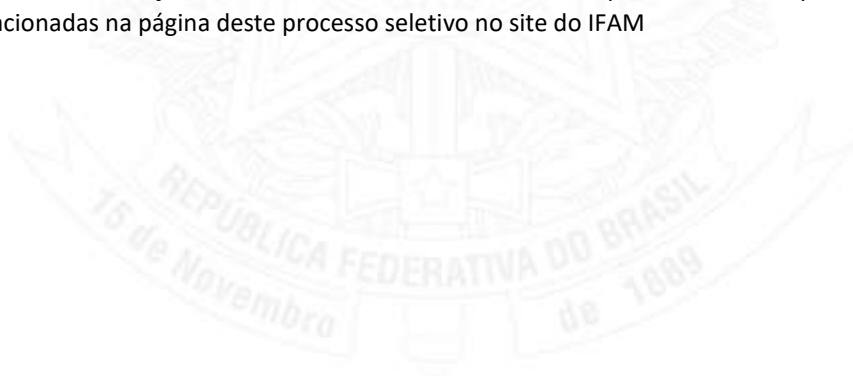 cionadas na página deste processo seletivo no site do IFAM
REPÚBLICA FEDERATIVA DO BRASIL
15 de Novembro de 1889